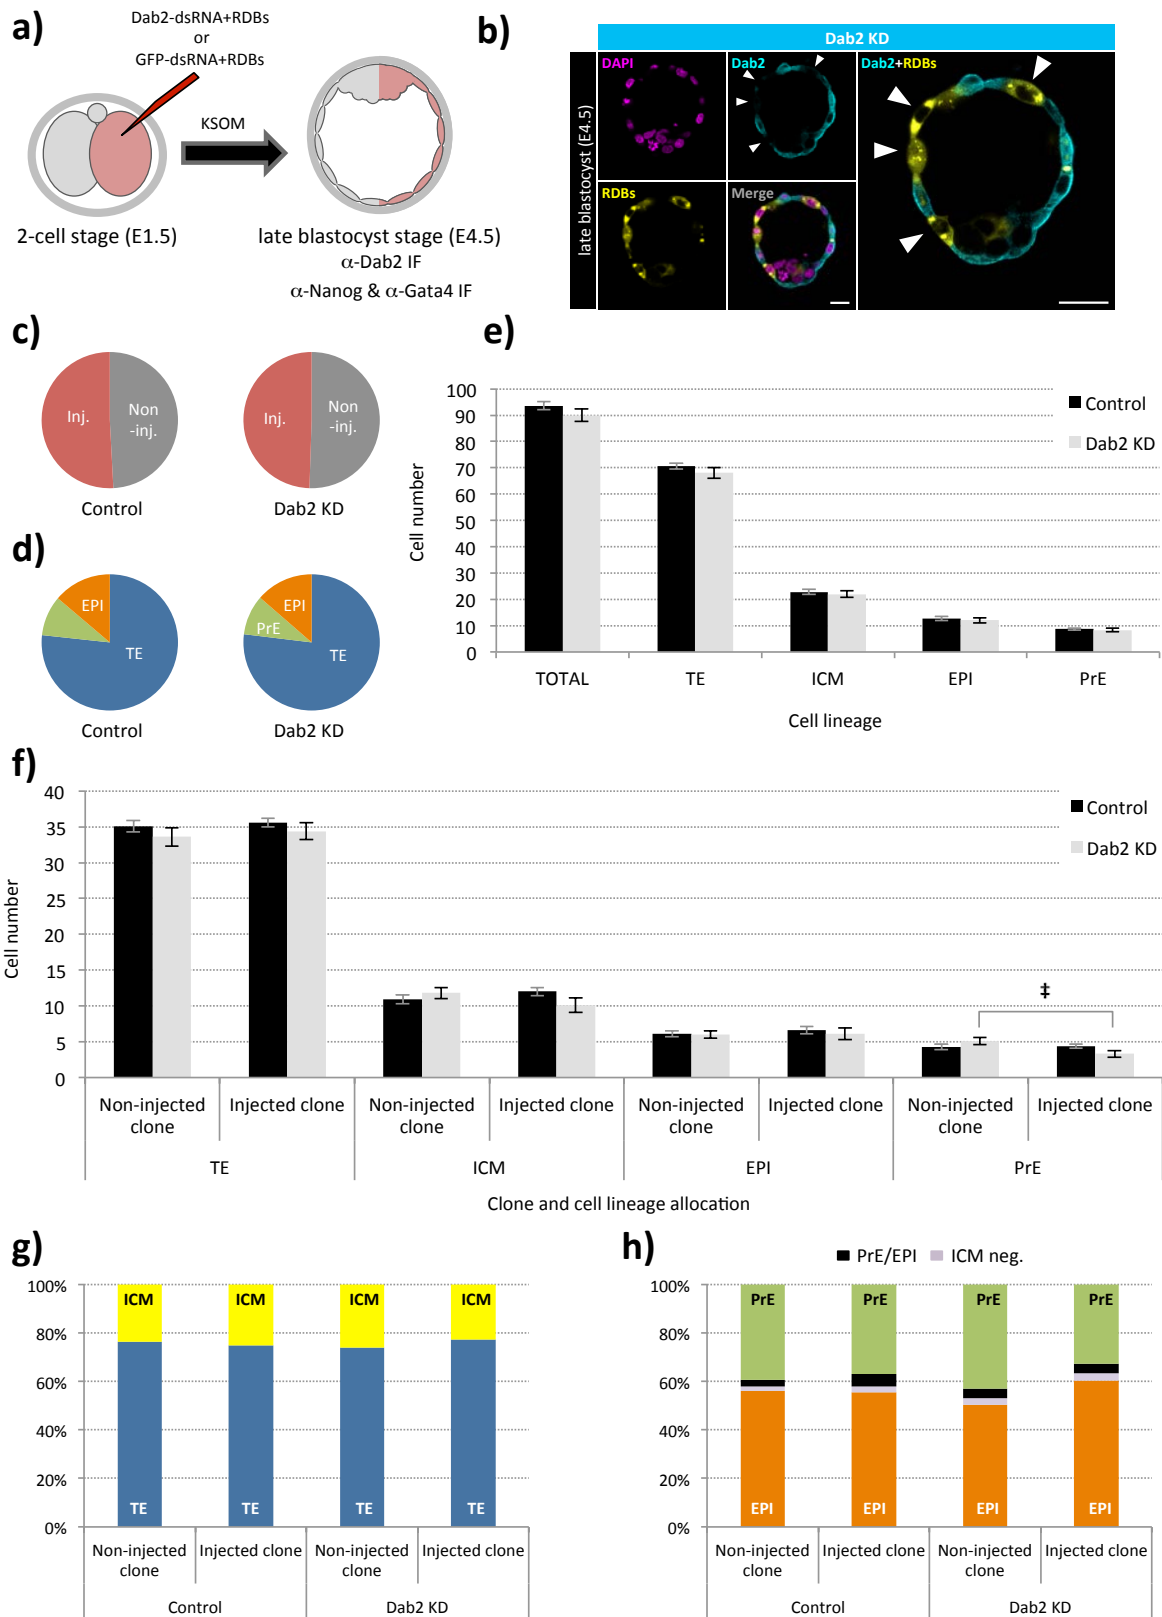 a)
Dab2-dsRNA+RDBs
or
GFP-dsRNA+RDBs
KSOM
2-cell stage (E1.5)
late blastocyst stage (E4.5)
α-Dab2 IF
α-Nanog & α-Gata4 IF
b)
Dab2 KD
late blastocyst (E4.5)
DAPI
Dab2
Dab2+RDBs
RDBs
Merge
c)
Inj.
Non
-inj.
Control
Inj.
Non
-inj.
Dab2 KD
d)
EPI
TE
Control
EPI
PrE
TE
Dab2 KD
e)
100
90
80
70
60
50
40
30
20
10
0
Cell number
Control
Dab2 KD
TOTAL TE ICM EPI PrE
Cell lineage
f)
40
35
30
25
20
15
10
5
0
Cell number
Control
Dab2 KD
‡
Non-injected clone
Injected clone
Non-injected clone
Injected clone
Non-injected clone
Injected clone
Non-injected clone
Injected clone
TE ICM EPI PrE
Clone and cell lineage allocation
g)
100%
80%
60%
40%
20%
0%
ICM ICM ICM ICM
TE TE TE TE
Non-injected clone
Injected clone
Non-injected clone
Injected clone
Control Dab2 KD
h)
PrE/EPI ICM neg.
100%
80%
60%
40%
20%
0%
PrE PrE PrE PrE
EPI EPI EPI EPI
Non-injected clone
Injected clone
Non-injected clone
Injected clone
Control Dab2 KD